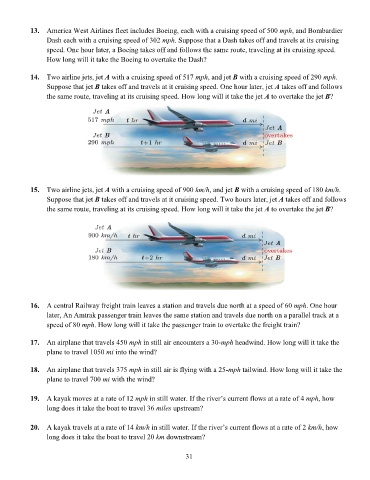 13. America West Airlines fleet includes Boeing, each with a cruising speed of 500 mph, and Bombardier
Dash each with a cruising speed of 302 mph. Suppose that a Dash takes off and travels at its cruising
speed. One hour later, a Boeing takes off and follows the same route, traveling at its cruising speed.
How long will it take the Boeing to overtake the Dash?
14. Two airline jets, jet A with a cruising speed of 517 mph, and jet B with a cruising speed of 290 mph.
Suppose that jet B takes off and travels at it cruising speed. One hour later, jet A takes off and follows
the same route, traveling at its cruising speed. How long will it take the jet A to overtake the jet B?
Jet A
517 mph t hr d mi
Jet A
Jet B overtakes
290 mph t+1 hr d mi Jet B
15. Two airline jets, jet A with a cruising speed of 900 km/h, and jet B with a cruising speed of 180 km/h.
Suppose that jet B takes off and travels at it cruising speed. Two hours later, jet A takes off and follows
the same route, traveling at its cruising speed. How long will it take the jet A to overtake the jet B?
Jet A
900 km/h t hr d mi
Jet A
Jet B overtakes
180 km/h t+2 hr d mi Jet B
16. A central Railway freight train leaves a station and travels due north at a speed of 60 mph. One hour
later, An Amtrak passenger train leaves the same station and travels due north on a parallel track at a
speed of 80 mph. How long will it take the passenger train to overtake the freight train?
17. An airplane that travels 450 mph in still air encounters a 30-mph headwind. How long will it take the
plane to travel 1050 mi into the wind?
18. An airplane that travels 375 mph in still air is flying with a 25-mph tailwind. How long will it take the
plane to travel 700 mi with the wind?
19. A kayak moves at a rate of 12 mph in still water. If the river's current flows at a rate of 4 mph, how
long does it take the boat to travel 36 miles upstream?
20. A kayak travels at a rate of 14 km/h in still water. If the river's current flows at a rate of 2 km/h, how
long does it take the boat to travel 20 km downstream?
31